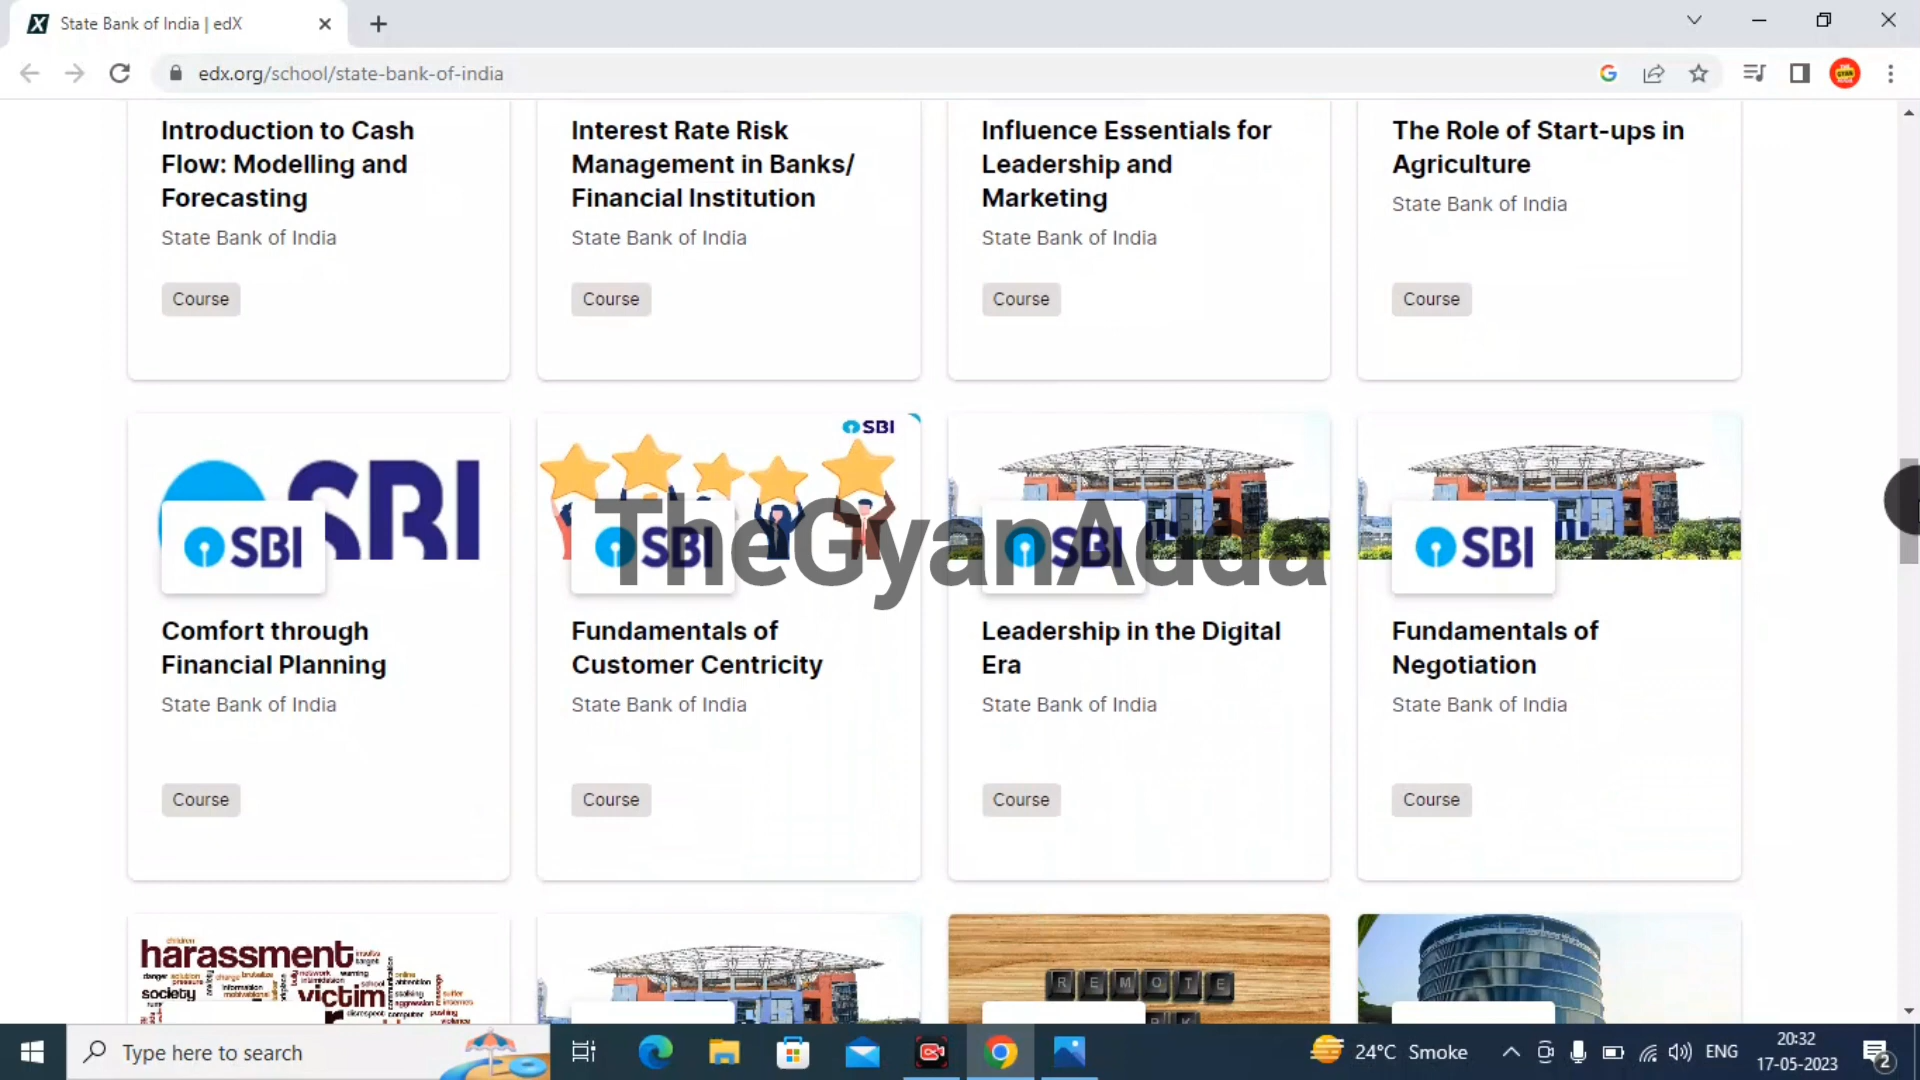 State Bank of India | edX
edx.org/school/state-bank-of-india
Introduction to Cash Flow: Modelling and Forecasting
State Bank of India
Course
Interest Rate Risk Management in Banks/ Financial Institution
State Bank of India
Course
Influence Essentials for Leadership and Marketing
State Bank of India
Course
The Role of Start-ups in Agriculture
State Bank of India
Course
SBI
SBI
Comfort through Financial Planning
State Bank of India
Course
SBI
SBI
Fundamentals of Customer Centricity
State Bank of India
Course
SBI
Leadership in the Digital Era
State Bank of India
Course
SBI
Fundamentals of Negotiation
State Bank of India
Course
TheGyanAdda
harassment
society
victim
REMOTE
Type here to search
24°C Smoke
ENG
20:32
17-05-2023
2